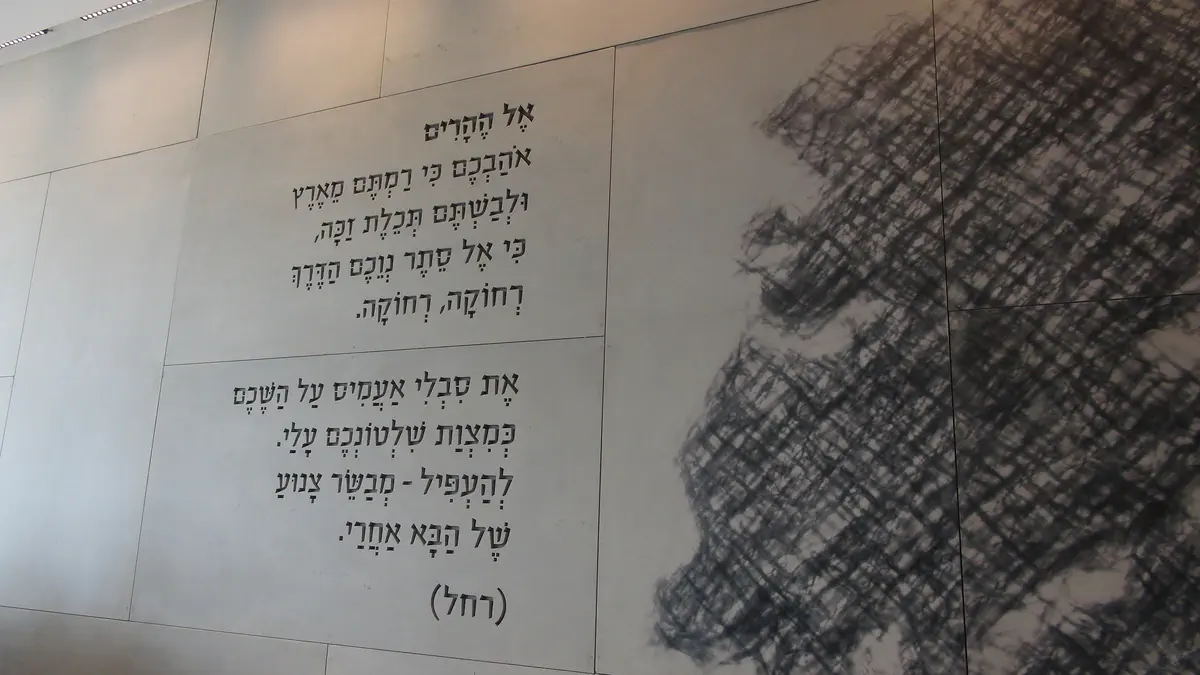 אֶל הֶהָרִים
אֹהַבְכֶם כִּי רַמְתֶּם מֵאֶרֶץ
וּלְבַשְׁתֶּם תְּכֵלֶת זַכָּה,
כִּי אֶל סֵתֶר נְוֵכֶם הַדֶּרֶךְ
רְחוֹקָה, רְחוֹקָה.
אֶת סִבְלִי אַעֲמִיס עַל הַשֶּׁכֶם
כְּמִצְוַת שִׁלְטוֹנְכֶם עָלַי.
לְהַעְפִּיל - מְבַשֵּׂר צָנוּעַ
שֶׁל הַבָּא אַחֲרַי.
(רחל)